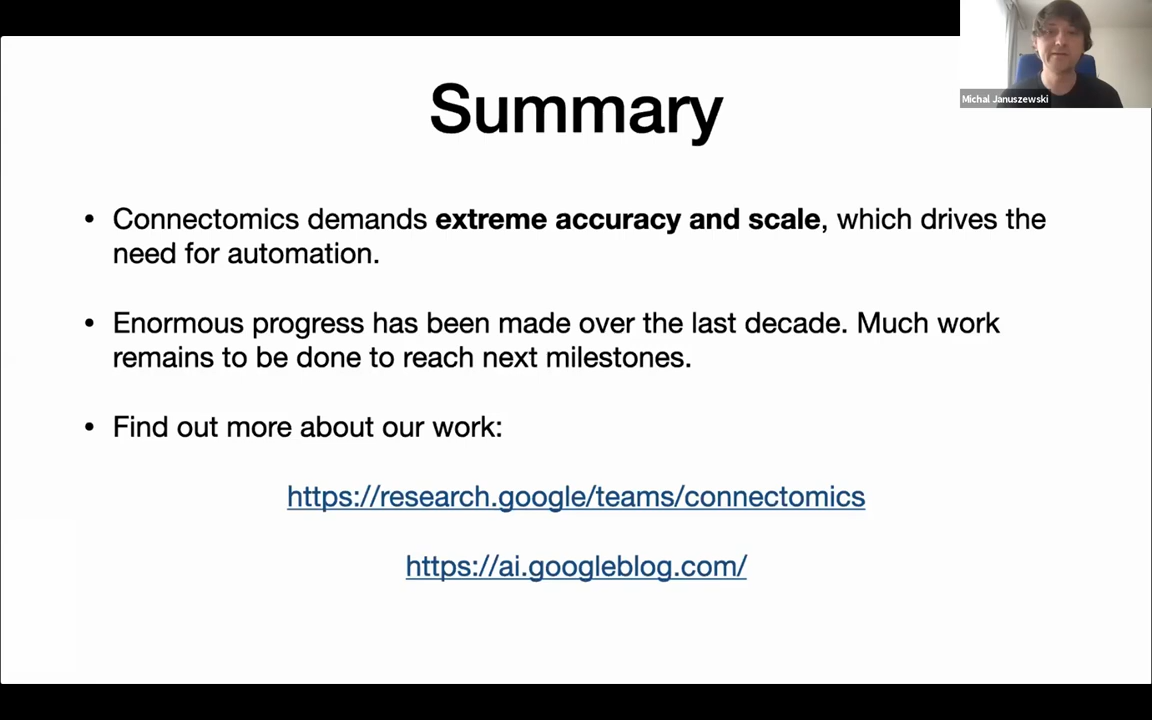 Michal Januszewski
Summary
• Connectomics demands extreme accuracy and scale, which drives the
need for automation.
• Enormous progress has been made over the last decade. Much work
remains to be done to reach next milestones.
• Find out more about our work:
https://research.google/teams/connectomics
https://ai.googleblog.com/